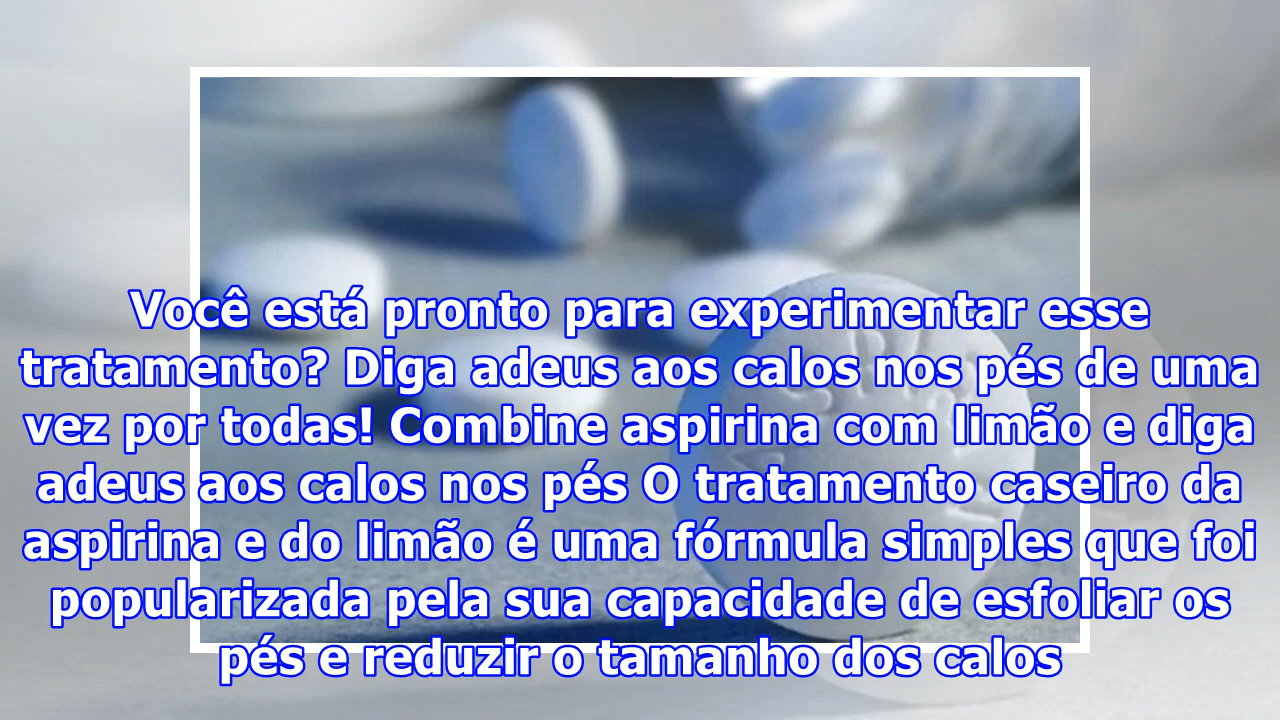 Você está pronto para experimentar esse
tratamento? Diga adeus aos calos nos pés de uma
vez por todas! Combine aspirina com limão e diga
adeus aos calos nos pés O tratamento caseiro da
aspirina e do limão é uma fórmula simples que foi
popularizada pela sua capacidade de esfoliar os
pés e reduzir o tamanho dos calos